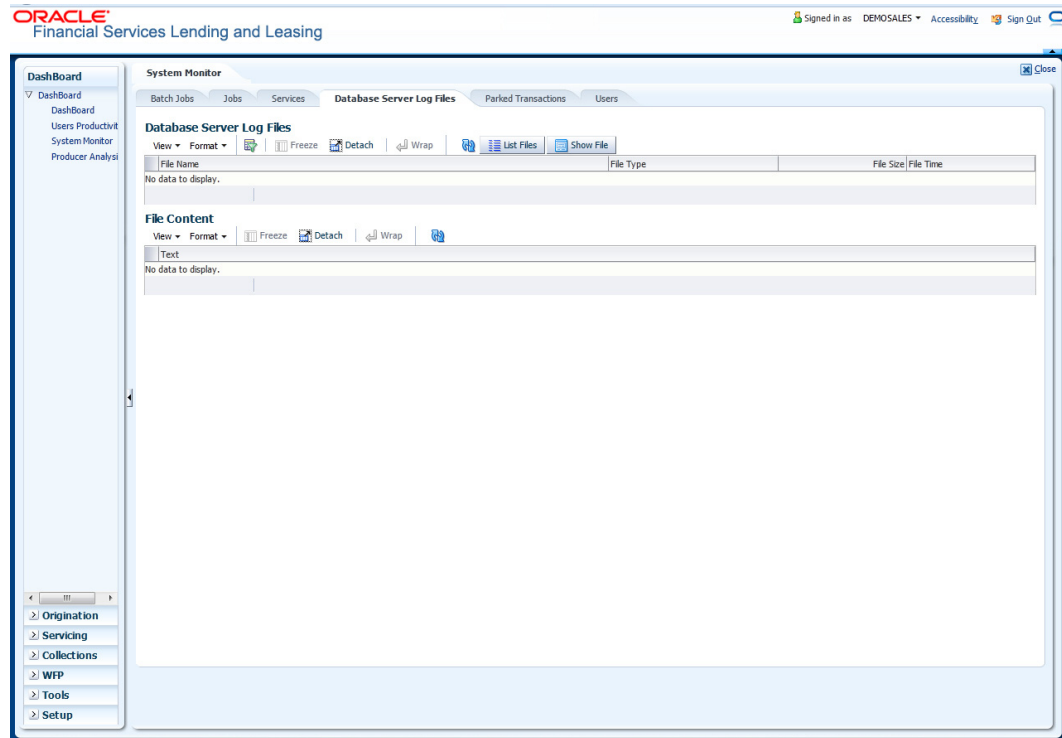 ORACLE
Financial Services Lending and Leasing
Signed in as DEMOSALES Accessibility Sign Out
DashBoard
DashBoard
DashBoard
Users Productivit
System Monitor
Producer Analysi
System Monitor
Close
Batch Jobs Jobs Services Database Server Log Files Parked Transactions Users
Database Server Log Files
View Format Freeze Detach Wrap List Files Show File
File Name File Type File Size File Time
No data to display.
File Content
View Format Freeze Detach Wrap
Text
No data to display.
Origination
Servicing
Collections
WFP
Tools
Setup